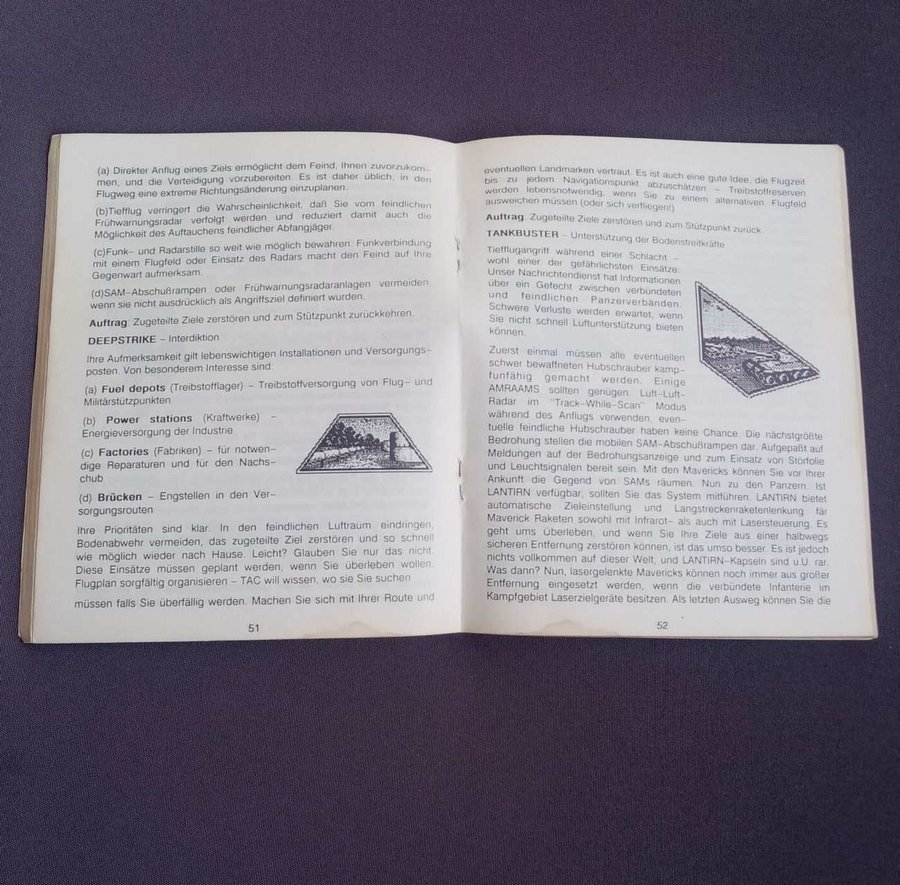 (a) Direkter Anflug eines Ziels ermöglicht dem Feind, Ihnen zuvorzukom-
men, und die Verteidigung vorzubereiten. Es ist daher üblich, in den
Flugweg eine extreme Richtungsänderung einzuplanen.
(b)Tiefflug verringert die Wahrscheinlichkeit, daß Sie vom feindlichen
Frühwarnungsradar verfolgt werden und reduziert damit auch die
Möglichkeit des Auftauchens feindlicher Abfangjäger.
(c)Funk– und Radarstille so weit wie möglich bewahren. Funkverbindung
mit einem Flugfeld oder Einsatz des Radars macht den Feind auf Ihre
Gegenwart aufmerksam.
(d)SAM–Abschußrampen oder Frühwarnungsradaranlagen vermeiden,
wenn sie nicht ausdrücklich als Angriffsziel definiert wurden.
Auftrag: Zugeteilte Ziele zerstören und zum Stützpunkt zurückkehren.
DEEPSTRIKE – Interdiktion
Ihre Aufmerksamkeit gilt lebenswichtigen Installationen und Versorgungs–
posten. Von besonderem Interesse sind:
(a) Fuel depots (Treibstofflager) – Treibstoffversorgung von Flug– und
Militärstützpunkten
(b) Power stations (Kraftwerke) –
Energieversorgung der Industrie
(c) Factories (Fabriken) – für notwen–
dige Reparaturen und für den Nachs–
chub
(d) Brücken – Engstellen in den Ver–
sorgungsrouten
Ihre Prioritäten sind klar. In den feindlichen Luftraum eindringen,
Bodenabwehr vermeiden, das zugeteilte Ziel zerstören und so schnell
wie möglich wieder nach Hause. Leicht? Glauben Sie nur das nicht.
Diese Einsätze müssen geplant werden, wenn Sie überleben wollen.
Flugplan sorgfältig organisieren – TAC will wissen, wo sie Sie suchen
müssen falls Sie überfällig werden. Machen Sie sich mit Ihrer Route und
51
eventuellen Landmarken vertraut. Es ist auch eine gute Idee, die Flugzeit
bis zu jedem Navigationspunkt abzuschätzen – Treibstoffreserven
werden lebensnotwendig, wenn Sie zu einem alternativen Flugfeld
ausweichen müssen (oder sich verfliegen!)
Auftrag: Zugeteilte Ziele zerstören und zum Stützpunkt zurück.
TANKBUSTER – Unterstützung der Bodenstreitkräfte
Tiefflugangriff während einer Schlacht –
wohl einer der gefährlichsten Einsätze.
Unser Nachrichtendienst hat Informationen
über ein Gefecht zwischen verbündeten
und feindlichen Panzerverbänden.
Schwere Verluste werden erwartet, wenn
Sie nicht schnell Luftunterstützung bieten
können.
Zuerst einmal müssen alle eventuellen
schwer bewaffneten Hubschrauber kamp–
funfähig gemacht werden. Einige
AMRAAMS sollten genügen. Luft–Luft–
Radar im "Track–While–Scan" Modus
während des Anflugs verwenden, even–
tuelle feindliche Hubschrauber haben keine Chance. Die nächstgrößte
Bedrohung stellen die mobilen SAM–Abschußrampen dar. Aufgepaßt auf
Meldungen auf der Bedrohungsanzeige und zum Einsatz von Störfolie
und Leuchtsignalen bereit sein. Mit den Mavericks können Sie vor Ihrer
Ankunft die Gegend von SAMs räumen. Nun zu den Panzern. Ist
LANTIRN verfügbar, sollten Sie das System mitführen. LANTIRN bietet
automatische Zieleinstellung und Langstreckenraketenlenkung für
Maverick Raketen sowohl mit Infrarot– als auch mit Lasersteuerung. Es
geht ums Überleben, und wenn Sie Ihre Ziele aus einer halbwegs
sicheren Entfernung zerstören können, ist das umso besser. Es ist jedoch
nichts vollkommen auf dieser Welt, und LANTIRN–Kapseln sind u.U. rar.
Was dann? Nun, lasergelenkte Mavericks können noch immer aus großer
Entfernung eingesetzt werden, wenn die verbündete Infanterie im
Kampfgebiet Laserzielgeräte besitzen. Als letzten Ausweg können Sie die
52